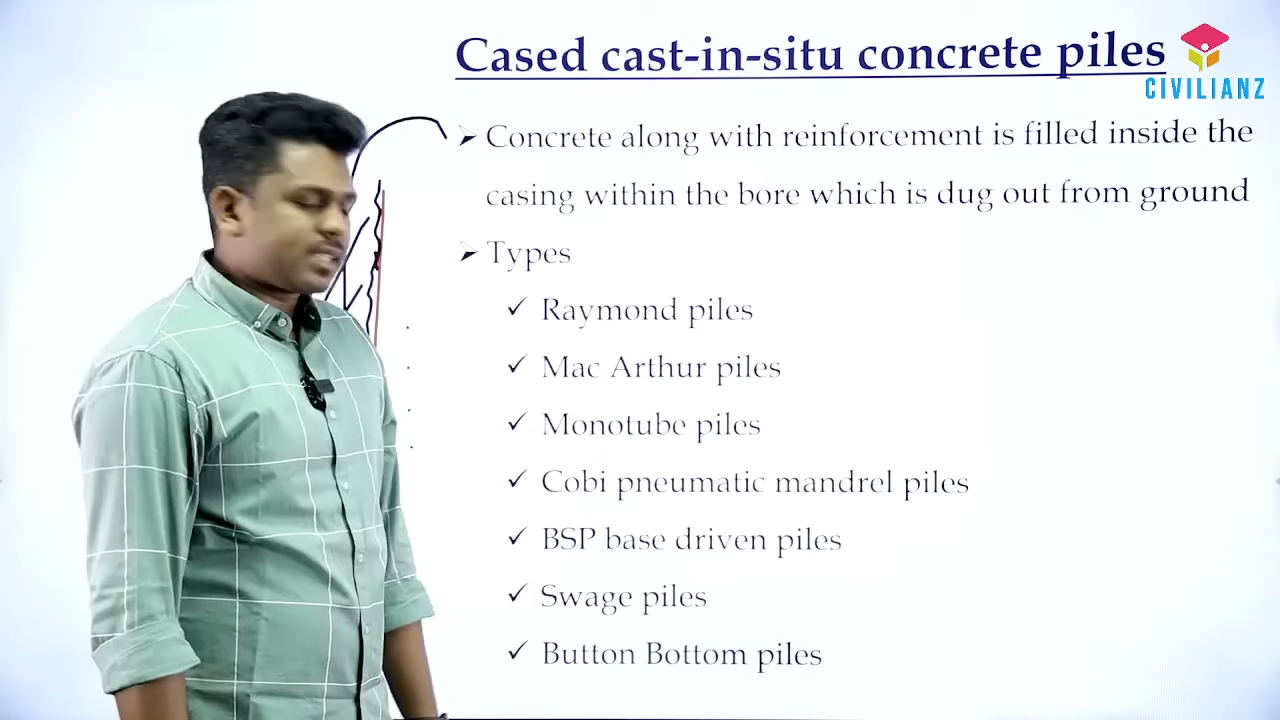 Cased cast-in-situ concrete piles
CIVILIANZ
Concrete along with reinforcement is filled inside the
casing within the bore which is dug out from ground
Types
Raymond piles
Mac Arthur piles
Monotube piles
Cobi pneumatic mandrel piles
BSP base driven piles
Swage piles
Button Bottom piles